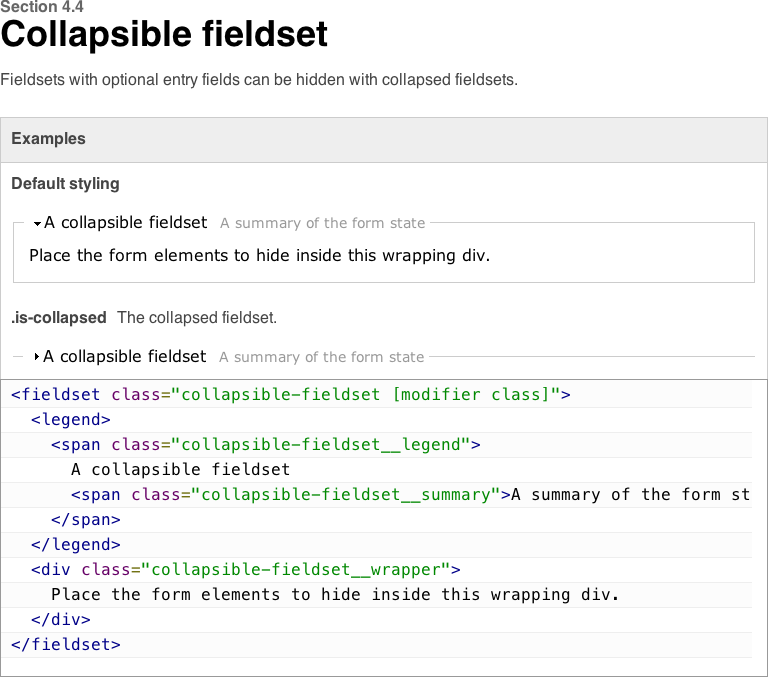 Section 4.4
Collapsible fieldset
Fieldsets with optional entry fields can be hidden with collapsed fieldsets.
Examples
Default styling
A collapsible fieldset A summary of the form state
Place the form elements to hide inside this wrapping div.
.is-collapsed The collapsed fieldset.
A collapsible fieldset A summary of the form state
<fieldset class="collapsible-fieldset [modifier class]">
  <legend>
    <span class="collapsible-fieldset__legend">
      A collapsible fieldset
      <span class="collapsible-fieldset__summary">A summary of the form st
    </span>
  </legend>
  <div class="collapsible-fieldset__wrapper">
    Place the form elements to hide inside this wrapping div.
  </div>
</fieldset>